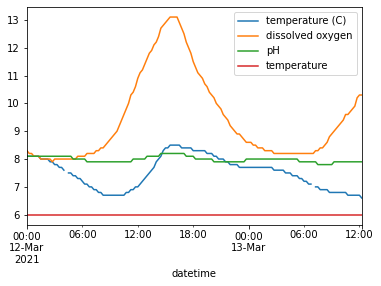 temperature (C)
dissolved oxygen
pH
temperature
13
12
11
10
9
8
7
6
00:00 06:00 12:00 18:00 00:00 06:00 12:00
12-Mar 13-Mar
2021
datetime